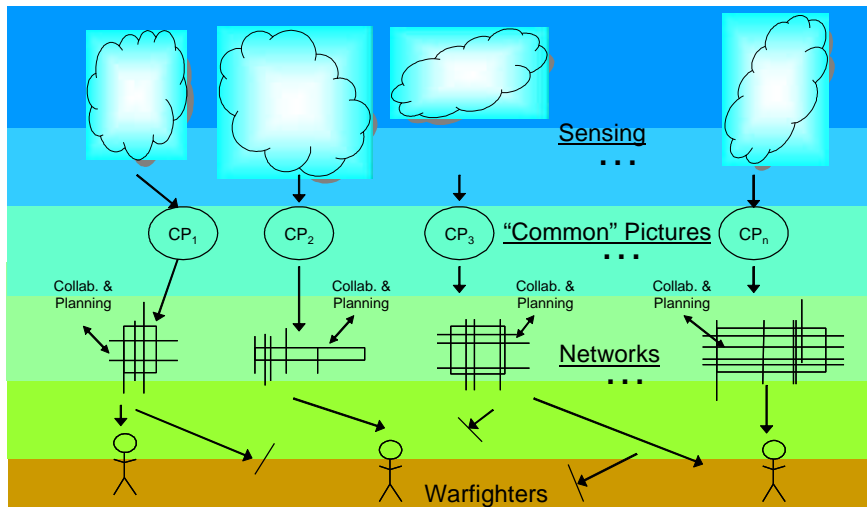 Sensing
. . .
CP1
CP2
CP3
“Common” Pictures
CPn
. . .
Collab. &
Planning
Collab. &
Planning
Collab. &
Planning
Collab. &
Planning
Networks
. . .
Warfighters